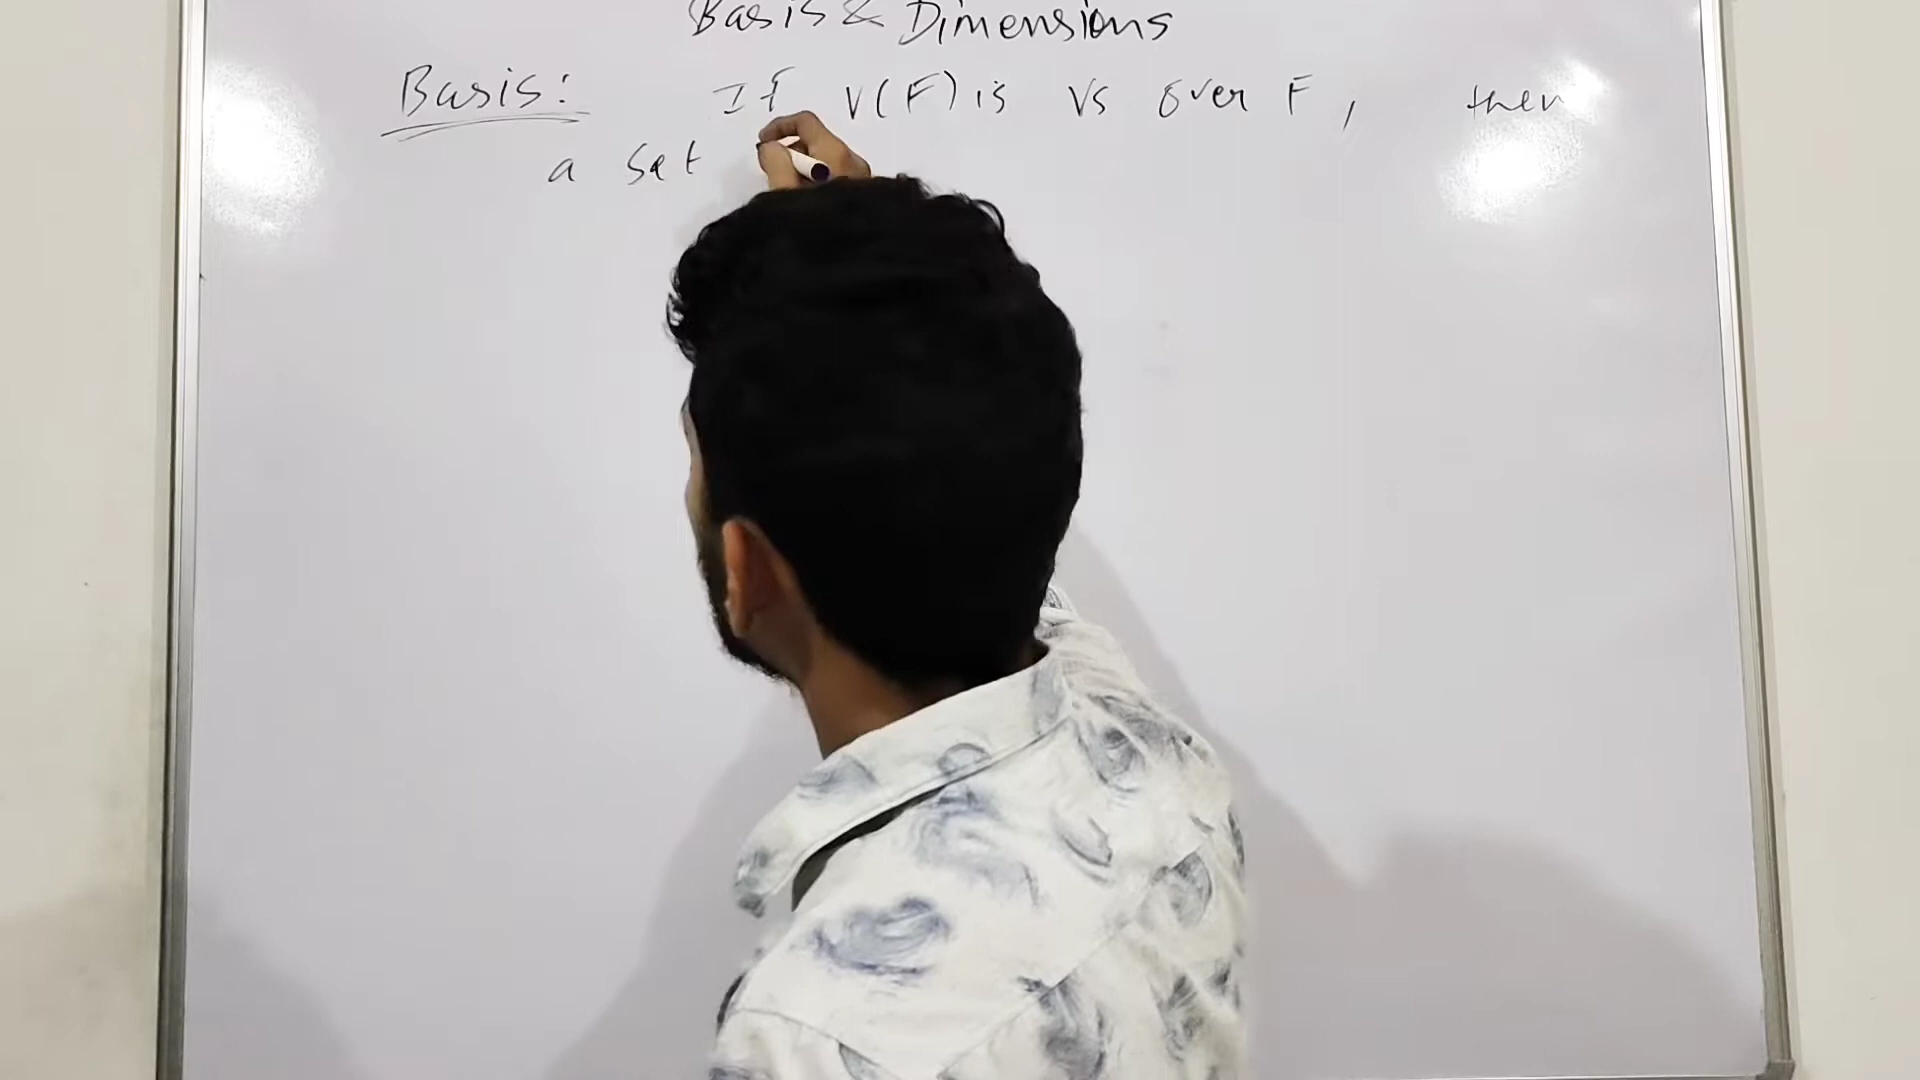 Basis & Dimensions
Basis: If V(F) is VS over F, then
a set